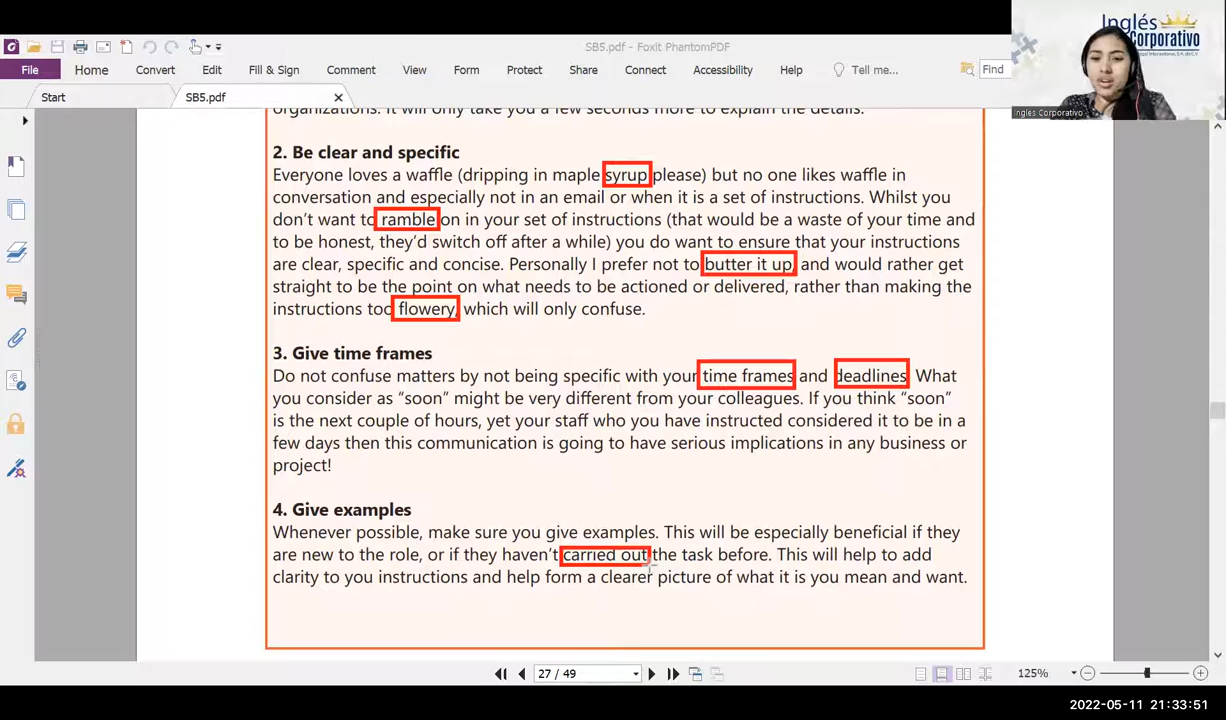 SB5.pdf - Foxit PhantomPDF
File Home Convert Edit Fill & Sign Comment View Form Protect Share Connect Accessibility Help Tell me... Find
Start SB5.pdf
Inglés
Corporativo
Inglés Corporativo
organizations. It will only take you a few seconds more to explain the details.
2. Be clear and specific
Everyone loves a waffle (dripping in maple syrup please) but no one likes waffle in
conversation and especially not in an email or when it is a set of instructions. Whilst you
don't want to ramble on in your set of instructions (that would be a waste of your time and
to be honest, they'd switch off after a while) you do want to ensure that your instructions
are clear, specific and concise. Personally I prefer not to butter it up, and would rather get
straight to be the point on what needs to be actioned or delivered, rather than making the
instructions too flowery, which will only confuse.
3. Give time frames
Do not confuse matters by not being specific with your time frames and deadlines. What
you consider as “soon” might be very different from your colleagues. If you think “soon”
is the next couple of hours, yet your staff who you have instructed considered it to be in a
few days then this communication is going to have serious implications in any business or
project!
4. Give examples
Whenever possible, make sure you give examples. This will be especially beneficial if they
are new to the role, or if they haven't carried out the task before. This will help to add
clarity to you instructions and help form a clearer picture of what it is you mean and want.
27 / 49
125%
2022-05-11 21:33:51